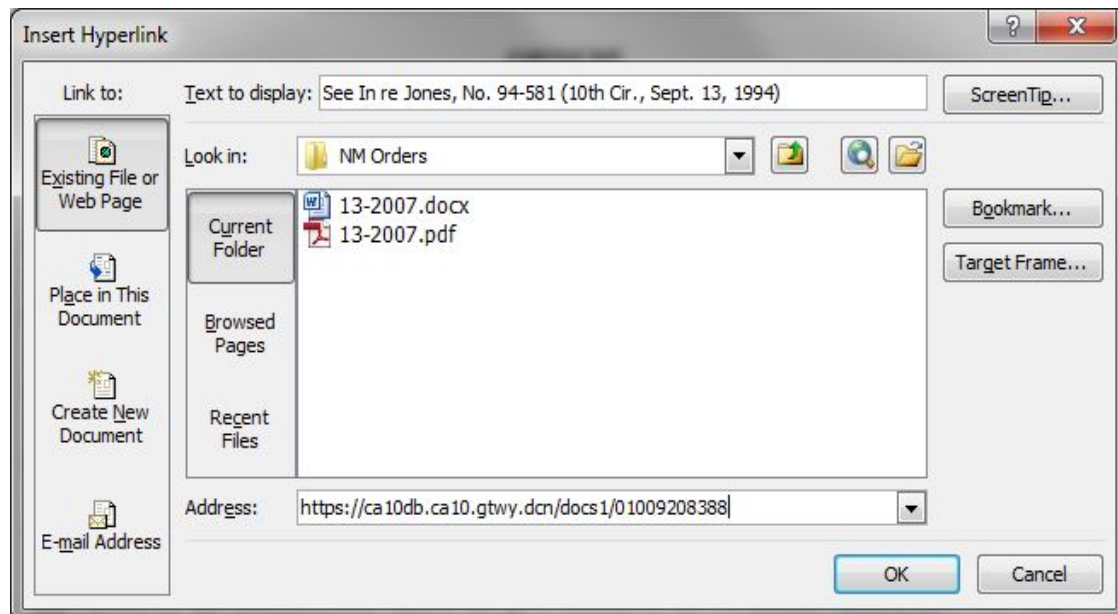 Insert Hyperlink
Link to:
Text to display: See In re Jones, No. 94-581 (10th Cir., Sept. 13, 1994)
ScreenTip...
Existing File or
Web Page
Place in This
Document
Create New
Document
E-mail Address
Look in: NM Orders
Current
Folder
Browsed
Pages
Recent
Files
13-2007.docx
13-2007.pdf
Bookmark...
Target Frame...
Address: https://ca10db.ca10.gtwy.dcn/docs1/01009208388
OK
Cancel